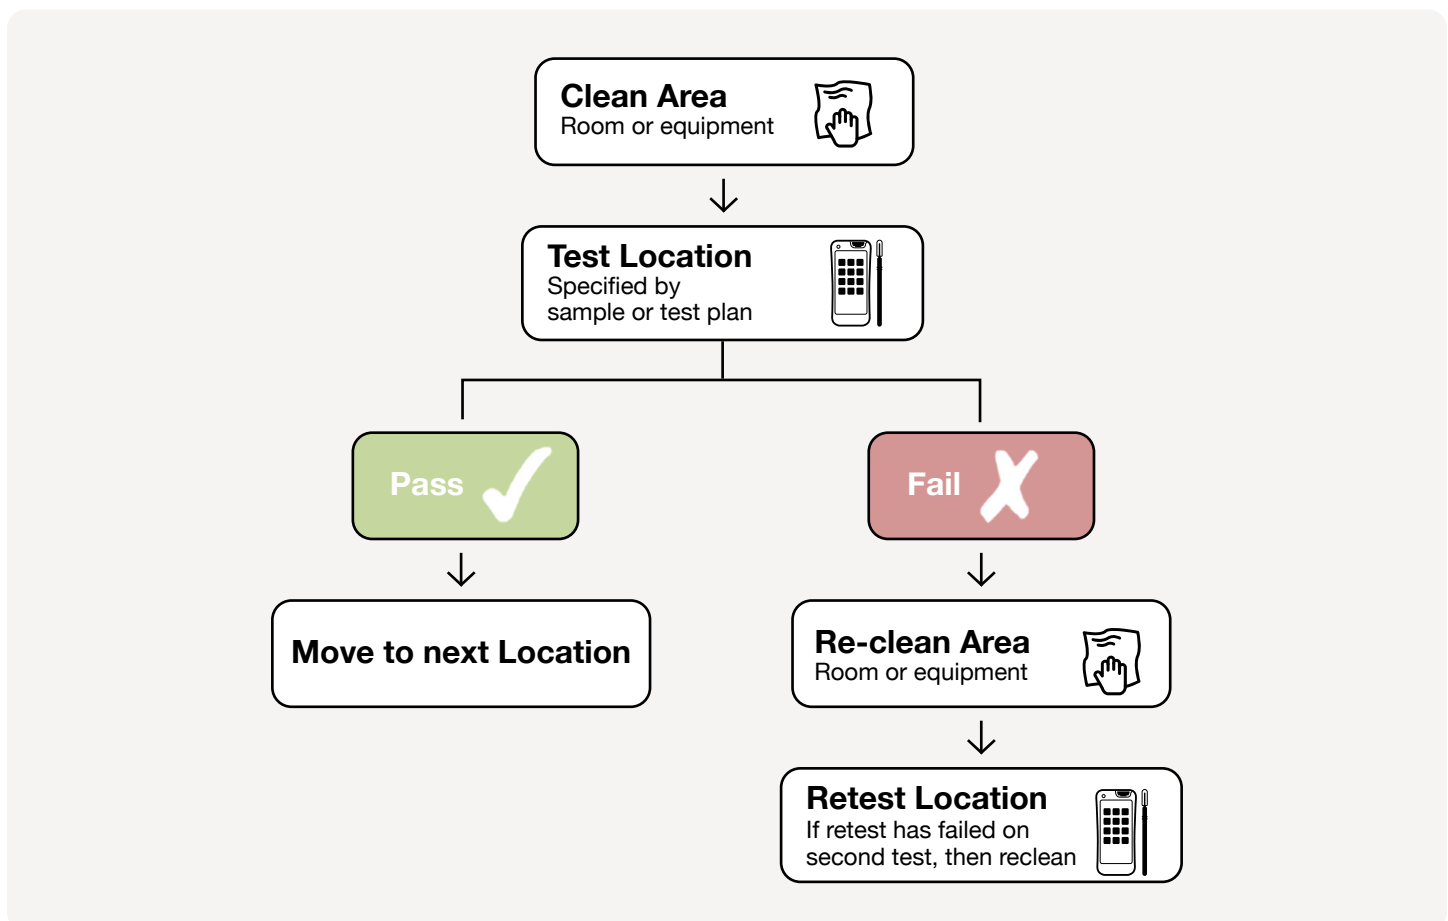 Clean Area
Room or equipment
Test Location
Specified by
sample or test plan
Pass
Fail
Move to next Location
Re-clean Area
Room or equipment
Retest Location
If retest has failed on
second test, then reclean